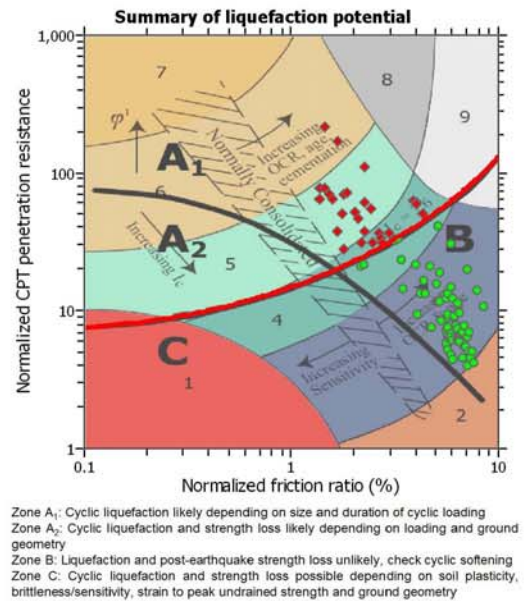 Summary of liquefaction potential
1,000
100
10
1
Normalized CPT penetration resistance
7
8
9
φ'
A1
6
A2
5
B
4
C
1
2
Increasing OCR, age, cementation
Normally Consolidated
Increasing Ic
Increasing Sensitivity
0.1
1
10
Normalized friction ratio (%)
Zone A1: Cyclic liquefaction likely depending on size and duration of cyclic loading
Zone A2: Cyclic liquefaction and strength loss likely depending on loading and ground
geometry
Zone B: Liquefaction and post-earthquake strength loss unlikely, check cyclic softening
Zone C: Cyclic liquefaction and strength loss possible depending on soil plasticity,
brittleness/sensitivity, strain to peak undrained strength and ground geometry